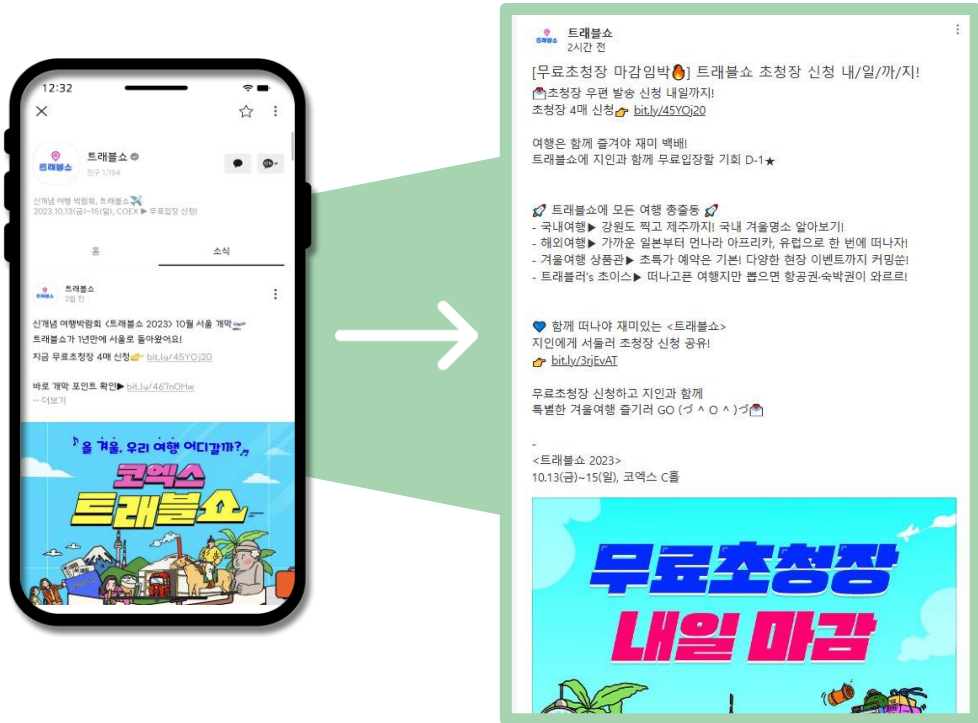 12:32
트래블쇼
트래블쇼
친구 1,734
신개념 여행 박람회, 트래블쇼✈️
2023.10.13(금)~15(일), COEX ▶ 무료입장 신청!
홈
소식
트래블쇼
트래블쇼
2일 전
신개념 여행박람회 <트래블쇼 2023> 10월 서울 개막🛫
트래블쇼가 1년만에 서울로 돌아왔어요!
지금 무료초청장 4매 신청👉 bit.ly/45YOj20
바로 개막 포인트 확인▶ bit.ly/467nOHw
··· 더보기
올 겨울, 우리 여행 어디갈까?
코엑스
트래블쇼
트래블쇼
트래블쇼
2시간 전
[무료초청장 마감임박🔥] 트래블쇼 초청장 신청 내/일/까/지!
💌초청장 우편 발송 신청 내일까지!
초청장 4매 신청👉 bit.ly/45YOj20
여행은 함께 즐겨야 재미 백배!
트래블쇼에 지인과 함께 무료입장할 기회 D-1★
🚀 트래블쇼에 모든 여행 총출동 🚀
- 국내여행▶ 강원도 찍고 제주까지! 국내 겨울명소 알아보기!
- 해외여행▶ 가까운 일본부터 먼나라 아프리카, 유럽으로 한 번에 떠나자!
- 겨울여행 상품관▶ 초특가 예약은 기본! 다양한 현장 이벤트까지 커밍쑨!
- 트래블러's 초이스▶ 떠나고픈 여행지만 뽑으면 항공권·숙박권이 와르르!
💙 함께 떠나야 재미있는 <트래블쇼>
지인에게 서둘러 초청장 신청 공유!
👉 bit.ly/3rjEvAT
무료초청장 신청하고 지인과 함께
특별한 겨울여행 즐기러 GO (づ ^ O ^ )づ💌
-
<트래블쇼 2023>
10.13(금)~15(일), 코엑스 C홀
무료초청장
내일 마감